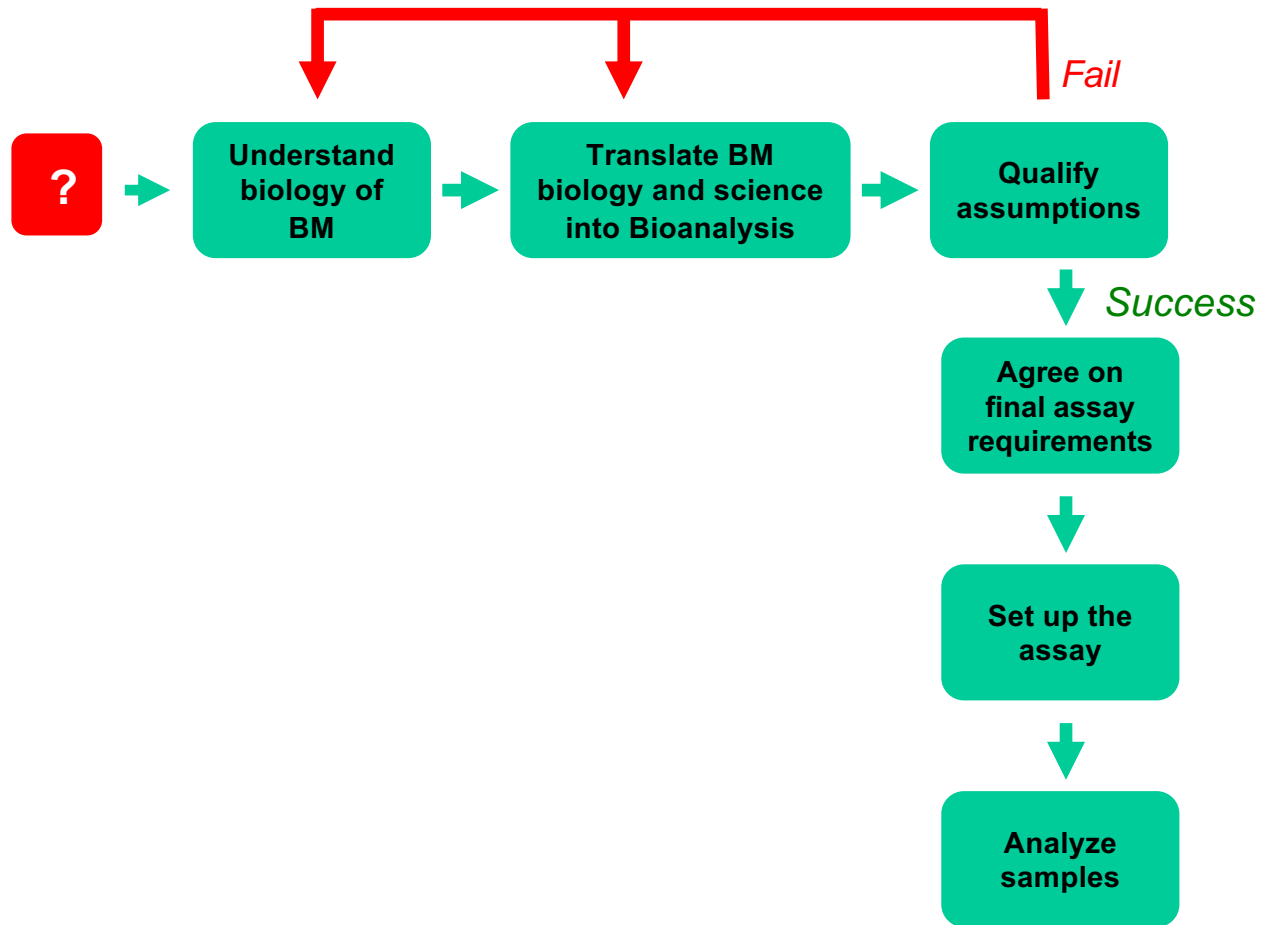 Fail
?
Understand
biology of
BM
Translate BM
biology and science
into Bioanalysis
Qualify
assumptions
Success
Agree on
final assay
requirements
Set up the
assay
Analyze
samples